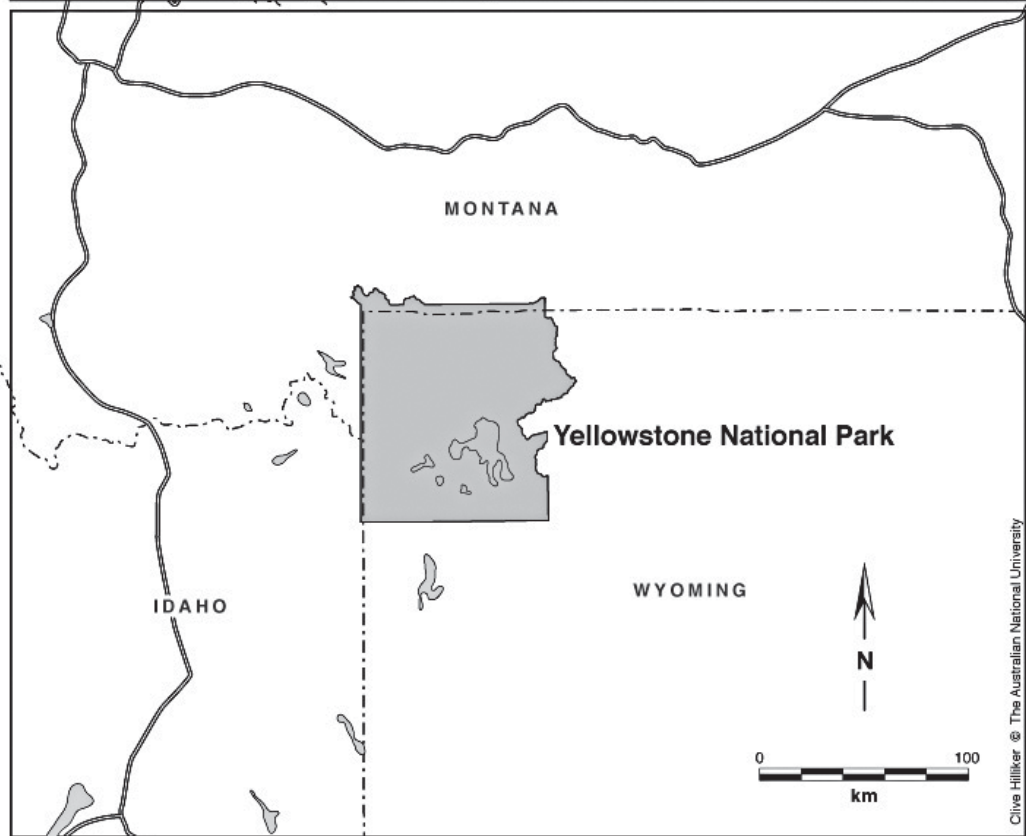 MONTANA
Yellowstone National Park
WYOMING
IDAHO
N
0 100
km
Clive Hilliker © The Australian National University